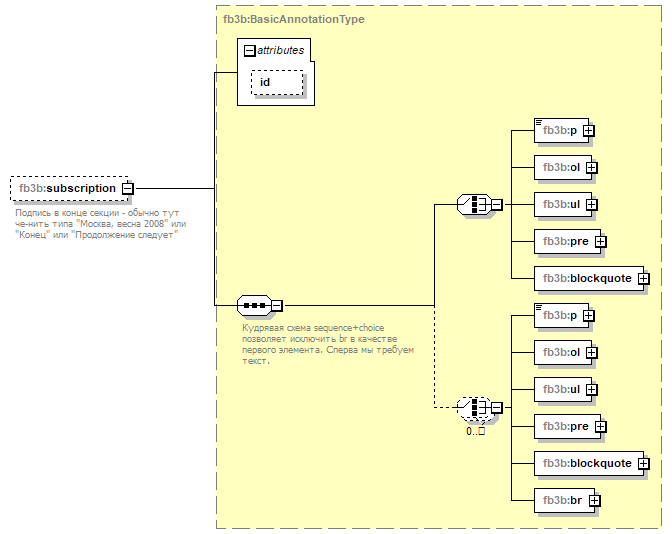 fb3b:BasicAnnotationType
attributes
id
fb3b:subscription
Подпись в конце секции - обычно тут
че-нить типа "Москва, весна 2008" или
"Конец" или "Продолжение следует"
fb3b:p
fb3b:ol
fb3b:ul
fb3b:pre
fb3b:blockquote
Кудрявая схема sequence+choice
позволяет исключить br в качестве
первого элемента. Сперва мы требуем
текст.
0..
fb3b:p
fb3b:ol
fb3b:ul
fb3b:pre
fb3b:blockquote
fb3b:br